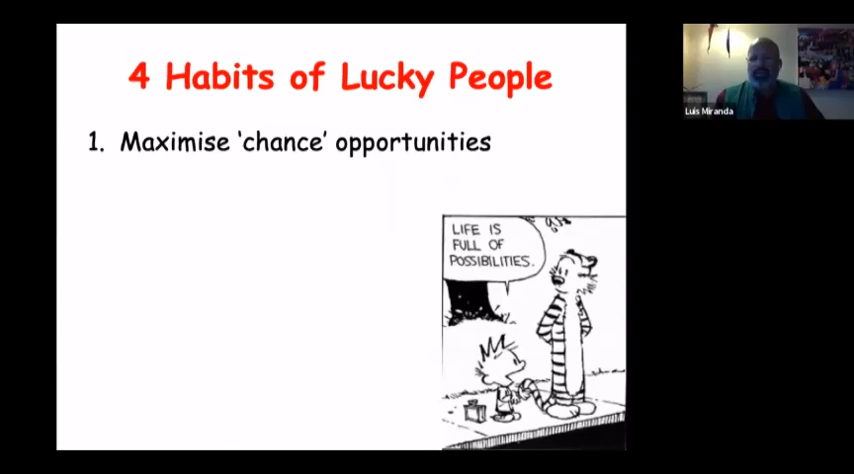 4 Habits of Lucky People
1. Maximise ‘chance’ opportunities
LIFE IS
FULL OF
POSSIBILITIES.
Luis Miranda